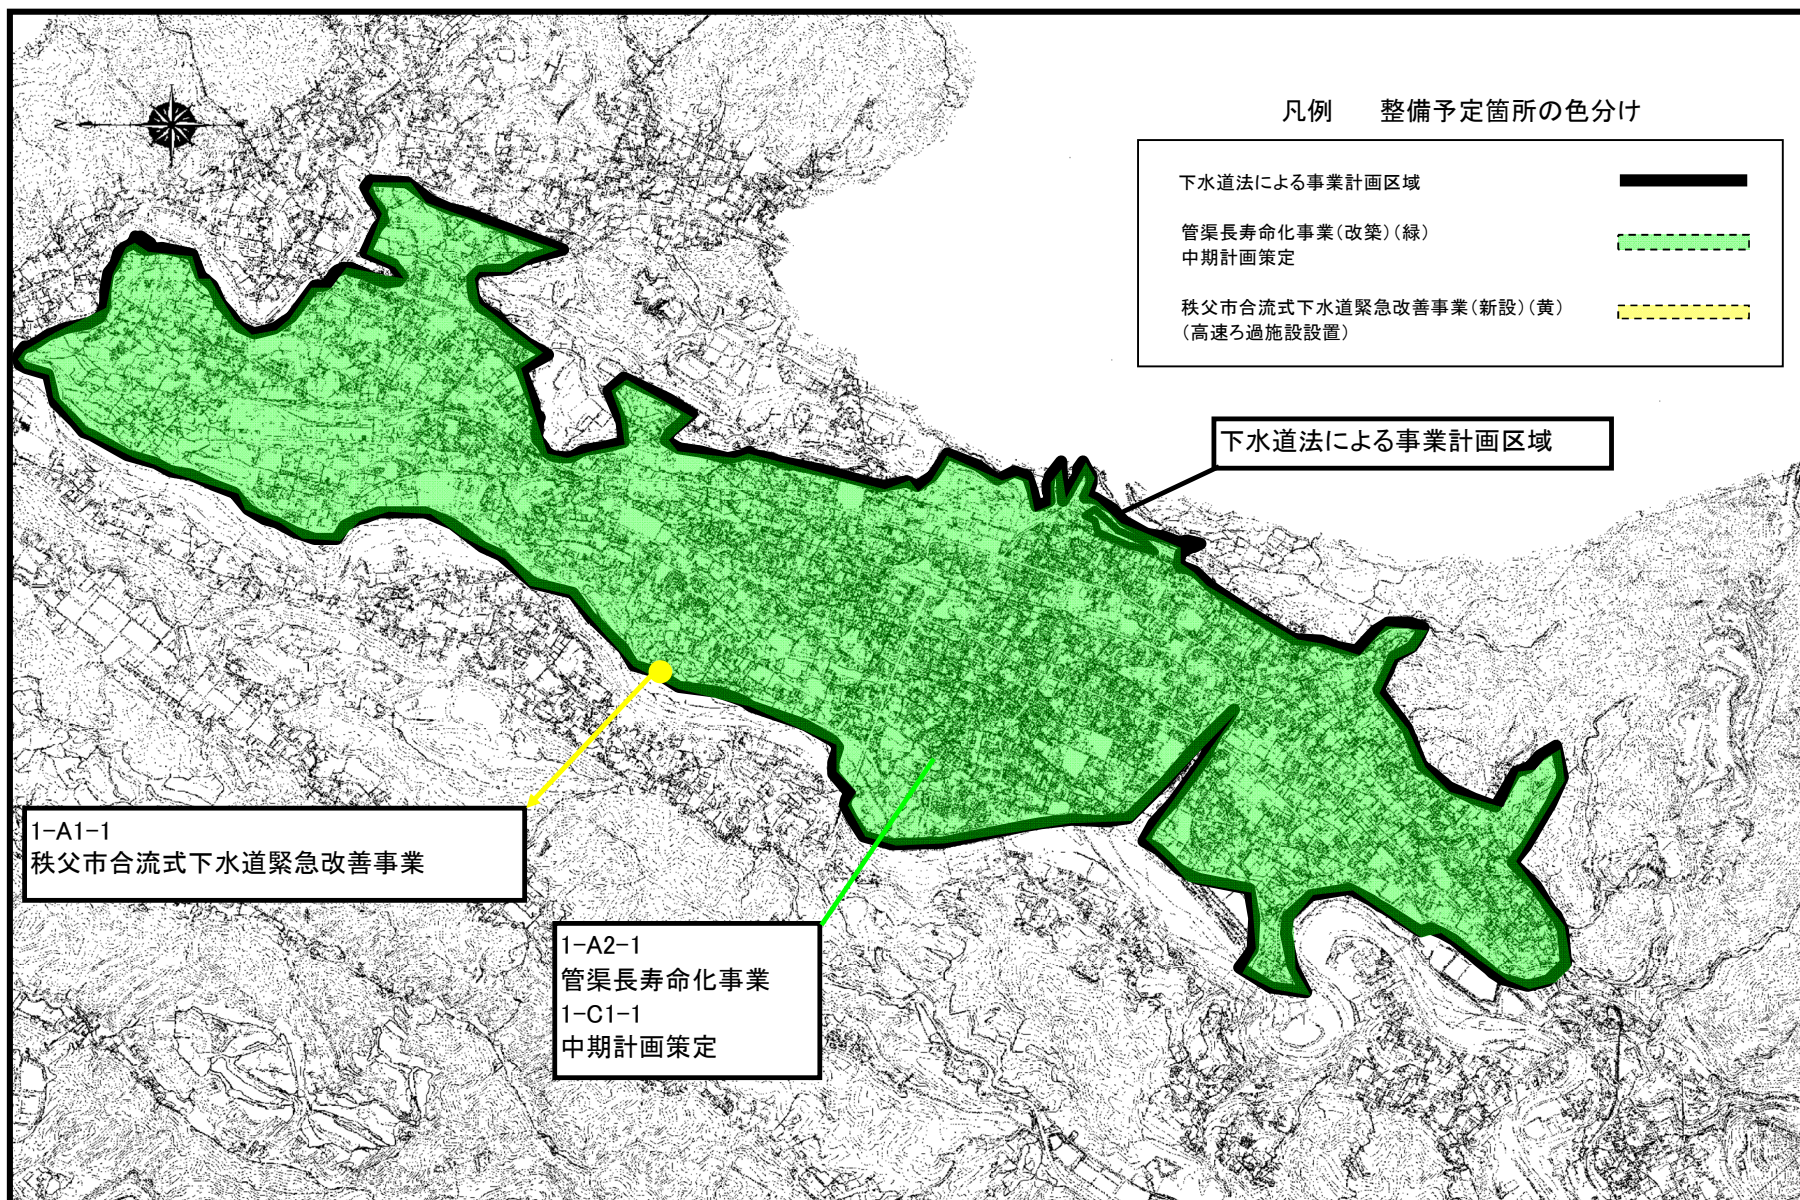 凡例　整備予定箇所の色分け
下水道法による事業計画区域
管渠長寿命化事業（改築）（緑）
中期計画策定
秩父市合流式下水道緊急改善事業（新設）（黄）
（高速ろ過施設設置）
N
下水道法による事業計画区域
1-A1-1
秩父市合流式下水道緊急改善事業
1-A2-1
管渠長寿命化事業
1-C1-1
中期計画策定